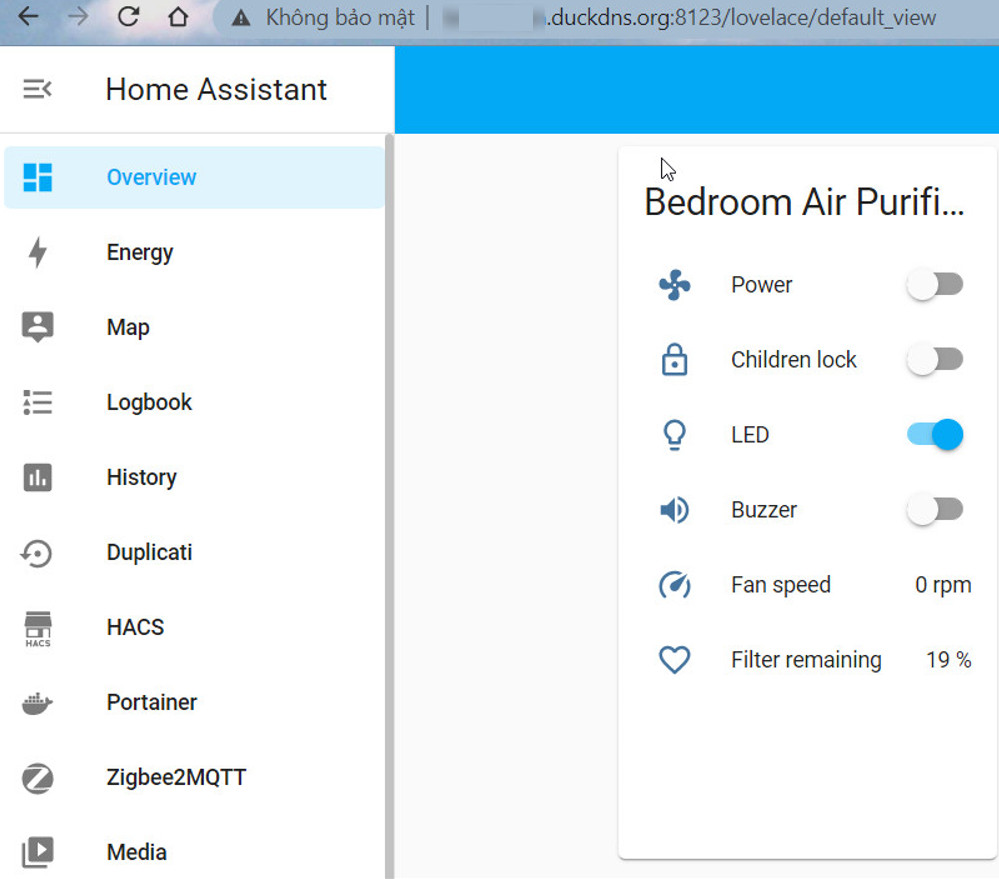 Không bảo mật | .duckdns.org:8123/lovelace/default_view
Home Assistant
Overview
Energy
Map
Logbook
History
Duplicati
HACS
HACS
Portainer
Zigbee2MQTT
Media
Bedroom Air Purifi...
Power
Children lock
LED
Buzzer
Fan speed 0 rpm
Filter remaining 19 %